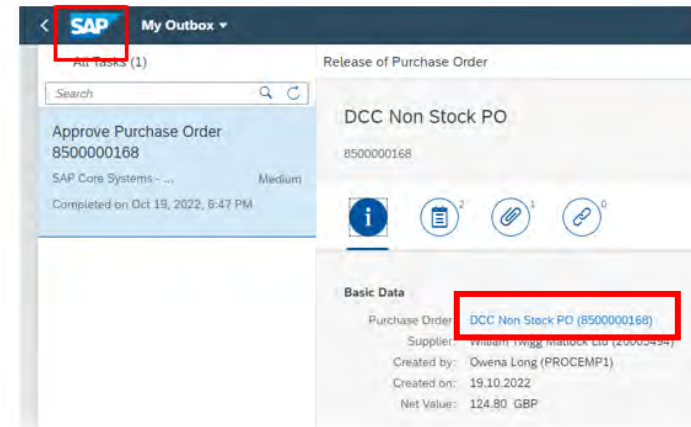 SAP My Outbox
All Tasks (1)
Search
Approve Purchase Order
8500000168
SAP Core Systems - ... Medium
Completed on Oct 19, 2022, 6:47 PM
Release of Purchase Order
DCC Non Stock PO
8500000168
i 2 1 0
Basic Data
Purchase Order: DCC Non Stock PO (8500000168)
Supplier: William Twigg Matlock Ltd (20005494)
Created by: Owena Long (PROCEMP1)
Created on: 19.10.2022
Net Value: 124.80 GBP